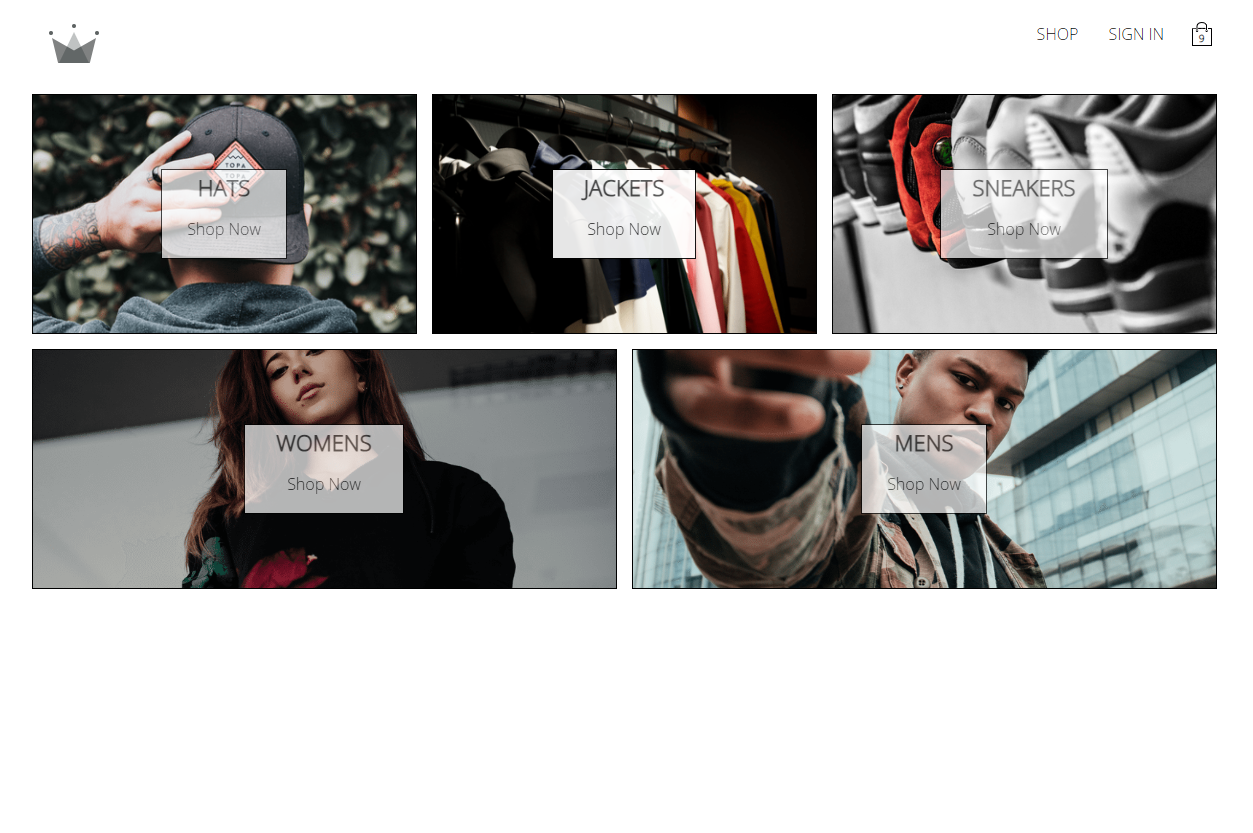 SHOP
SIGN IN
9
TOPA
TOPA
HATS
Shop Now
JACKETS
Shop Now
SNEAKERS
Shop Now
WOMENS
Shop Now
MENS
Shop Now